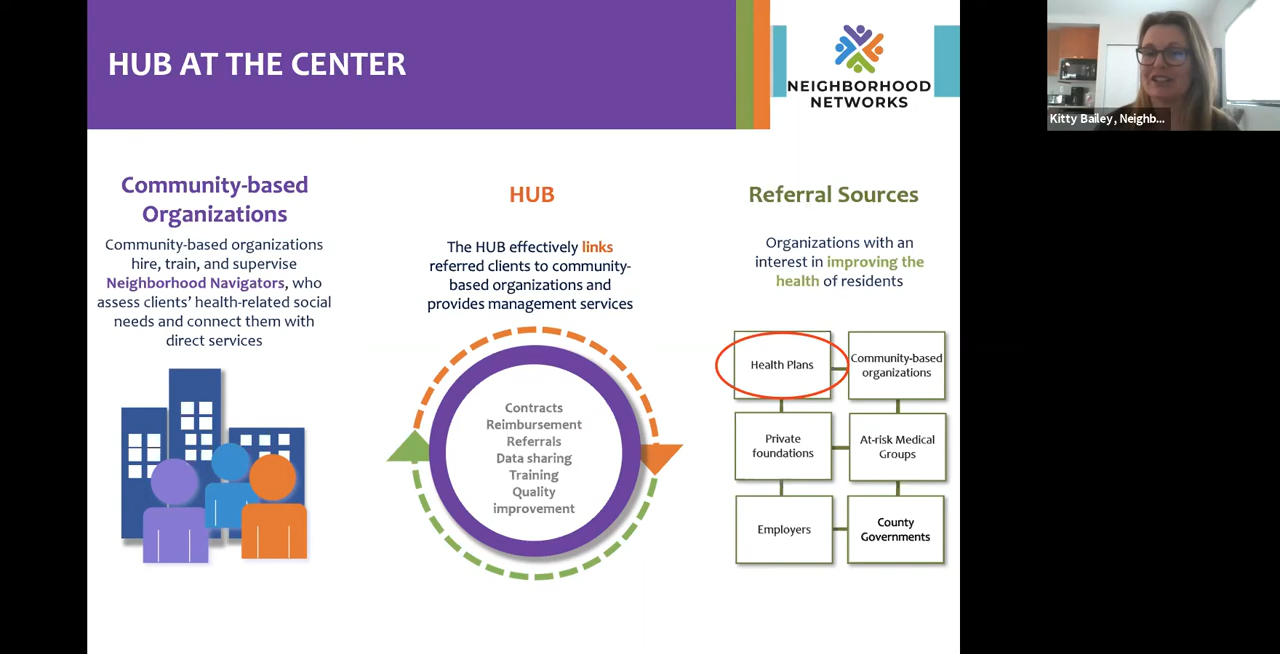 HUB AT THE CENTER
NEIGHBORHOOD
NETWORKS
Kitty Bailey, Neighb...
Community-based
Organizations
Community-based organizations
hire, train, and supervise
Neighborhood Navigators, who
assess clients’ health-related social
needs and connect them with
direct services
HUB
The HUB effectively links
referred clients to community-
based organizations and
provides management services
Contracts
Reimbursement
Referrals
Data sharing
Training
Quality
improvement
Referral Sources
Organizations with an
interest in improving the
health of residents
Health Plans
Community-based
organizations
Private
foundations
At-risk Medical
Groups
Employers
County
Governments